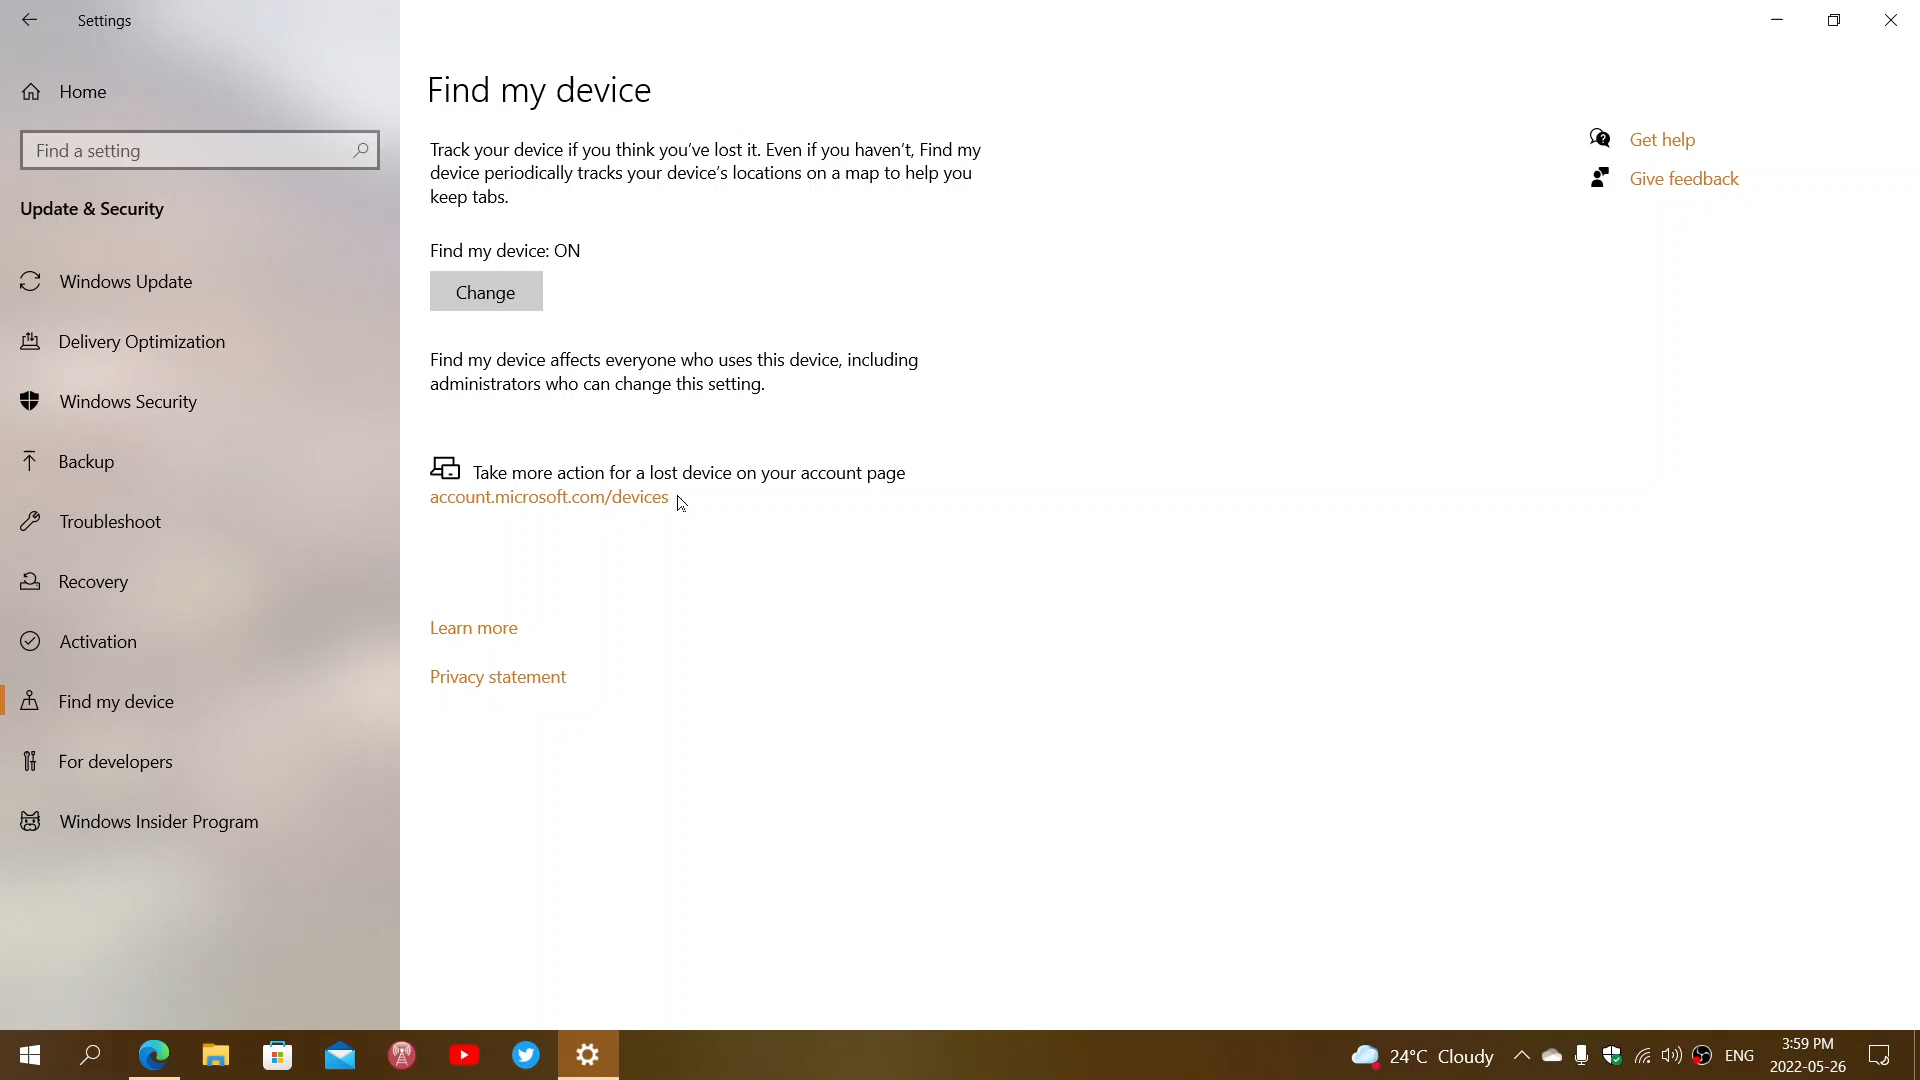 Settings
Home
Find a setting
Update & Security
Windows Update
Delivery Optimization
Windows Security
Backup
Troubleshoot
Recovery
Activation
Find my device
For developers
Windows Insider Program
Find my device
Track your device if you think you've lost it. Even if you haven't, Find my
device periodically tracks your device's locations on a map to help you
keep tabs.
Find my device: ON
Change
Find my device affects everyone who uses this device, including
administrators who can change this setting.
Take more action for a lost device on your account page
account.microsoft.com/devices
Learn more
Privacy statement
Get help
Give feedback
24°C Cloudy
ENG
3:59 PM
2022-05-26